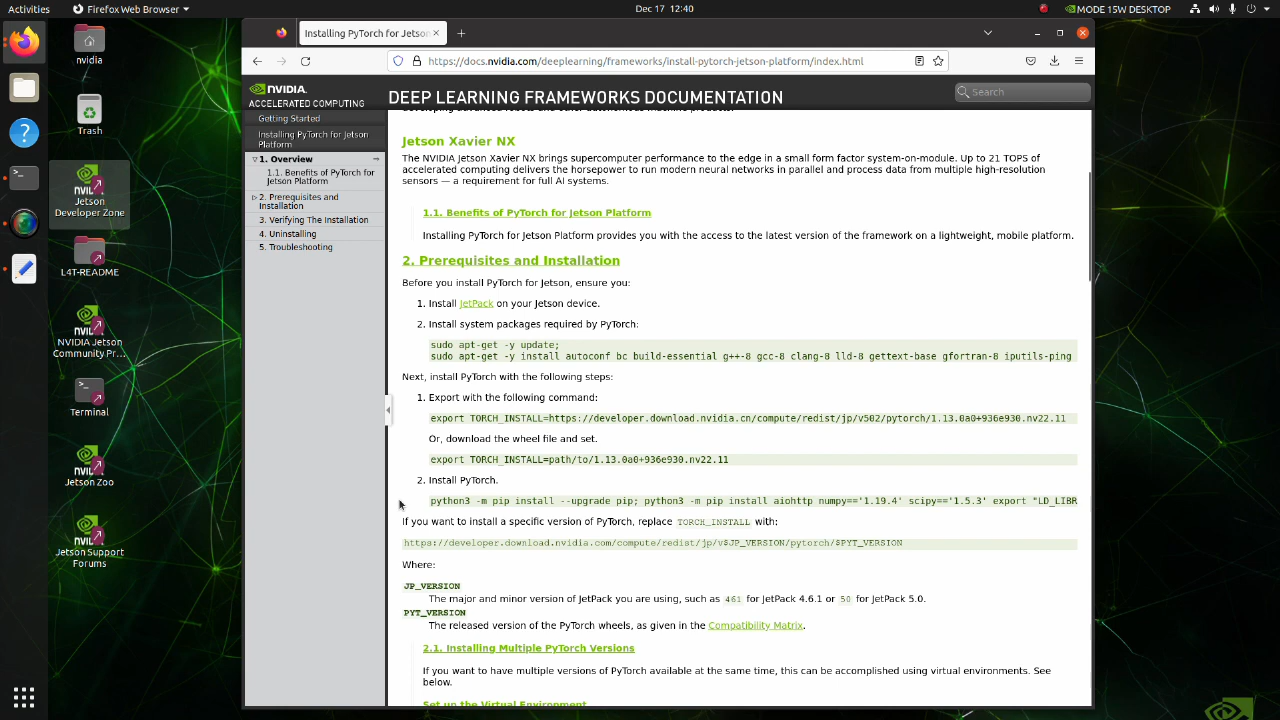 Activities
Firefox Web Browser
Dec 17 12:40
MODE 15W DESKTOP
nvidia
Trash
Jetson
Developer Zone
L4T-README
NVIDIA Jetson
Community Pr...
Terminal
Jetson Zoo
Jetson Support
Forums
Installing PyTorch for Jetson
https://docs.nvidia.com/deeplearning/frameworks/install-pytorch-jetson-platform/index.html
NVIDIA.
ACCELERATED COMPUTING
DEEP LEARNING FRAMEWORKS DOCUMENTATION
Search
Getting Started
Installing PyTorch for Jetson
Platform
1. Overview
1.1. Benefits of PyTorch for
Jetson Platform
2. Prerequisites and
Installation
3. Verifying The Installation
4. Uninstalling
5. Troubleshooting
Jetson Xavier NX
The NVIDIA Jetson Xavier NX brings supercomputer performance to the edge in a small form factor system-on-module. Up to 21 TOPS of
accelerated computing delivers the horsepower to run modern neural networks in parallel and process data from multiple high-resolution
sensors — a requirement for full AI systems.
1.1. Benefits of PyTorch for Jetson Platform
Installing PyTorch for Jetson Platform provides you with the access to the latest version of the framework on a lightweight, mobile platform.
2. Prerequisites and Installation
Before you install PyTorch for Jetson, ensure you:
1. Install JetPack on your Jetson device.
2. Install system packages required by PyTorch:
sudo apt-get -y update;
sudo apt-get -y install autoconf bc build-essential g++-8 gcc-8 clang-8 lld-8 gettext-base gfortran-8 iputils-ping
Next, install PyTorch with the following steps:
1. Export with the following command:
export TORCH_INSTALL=https://developer.download.nvidia.cn/compute/redist/jp/v502/pytorch/1.13.0a0+936e930.nv22.11
Or, download the wheel file and set.
export TORCH_INSTALL=path/to/1.13.0a0+936e930.nv22.11
2. Install PyTorch.
python3 -m pip install --upgrade pip; python3 -m pip install aiohttp numpy=='1.19.4' scipy=='1.5.3' export "LD_LIBR
If you want to install a specific version of PyTorch, replace TORCH_INSTALL with:
https://developer.download.nvidia.com/compute/redist/jp/v$JP_VERSION/pytorch/$PYT_VERSION
Where:
JP_VERSION
The major and minor version of JetPack you are using, such as 461 for JetPack 4.6.1 or 50 for JetPack 5.0.
PYT_VERSION
The released version of the PyTorch wheels, as given in the Compatibility Matrix.
2.1. Installing Multiple PyTorch Versions
If you want to have multiple versions of PyTorch available at the same time, this can be accomplished using virtual environments. See
below.
Set up the Virtual Environment